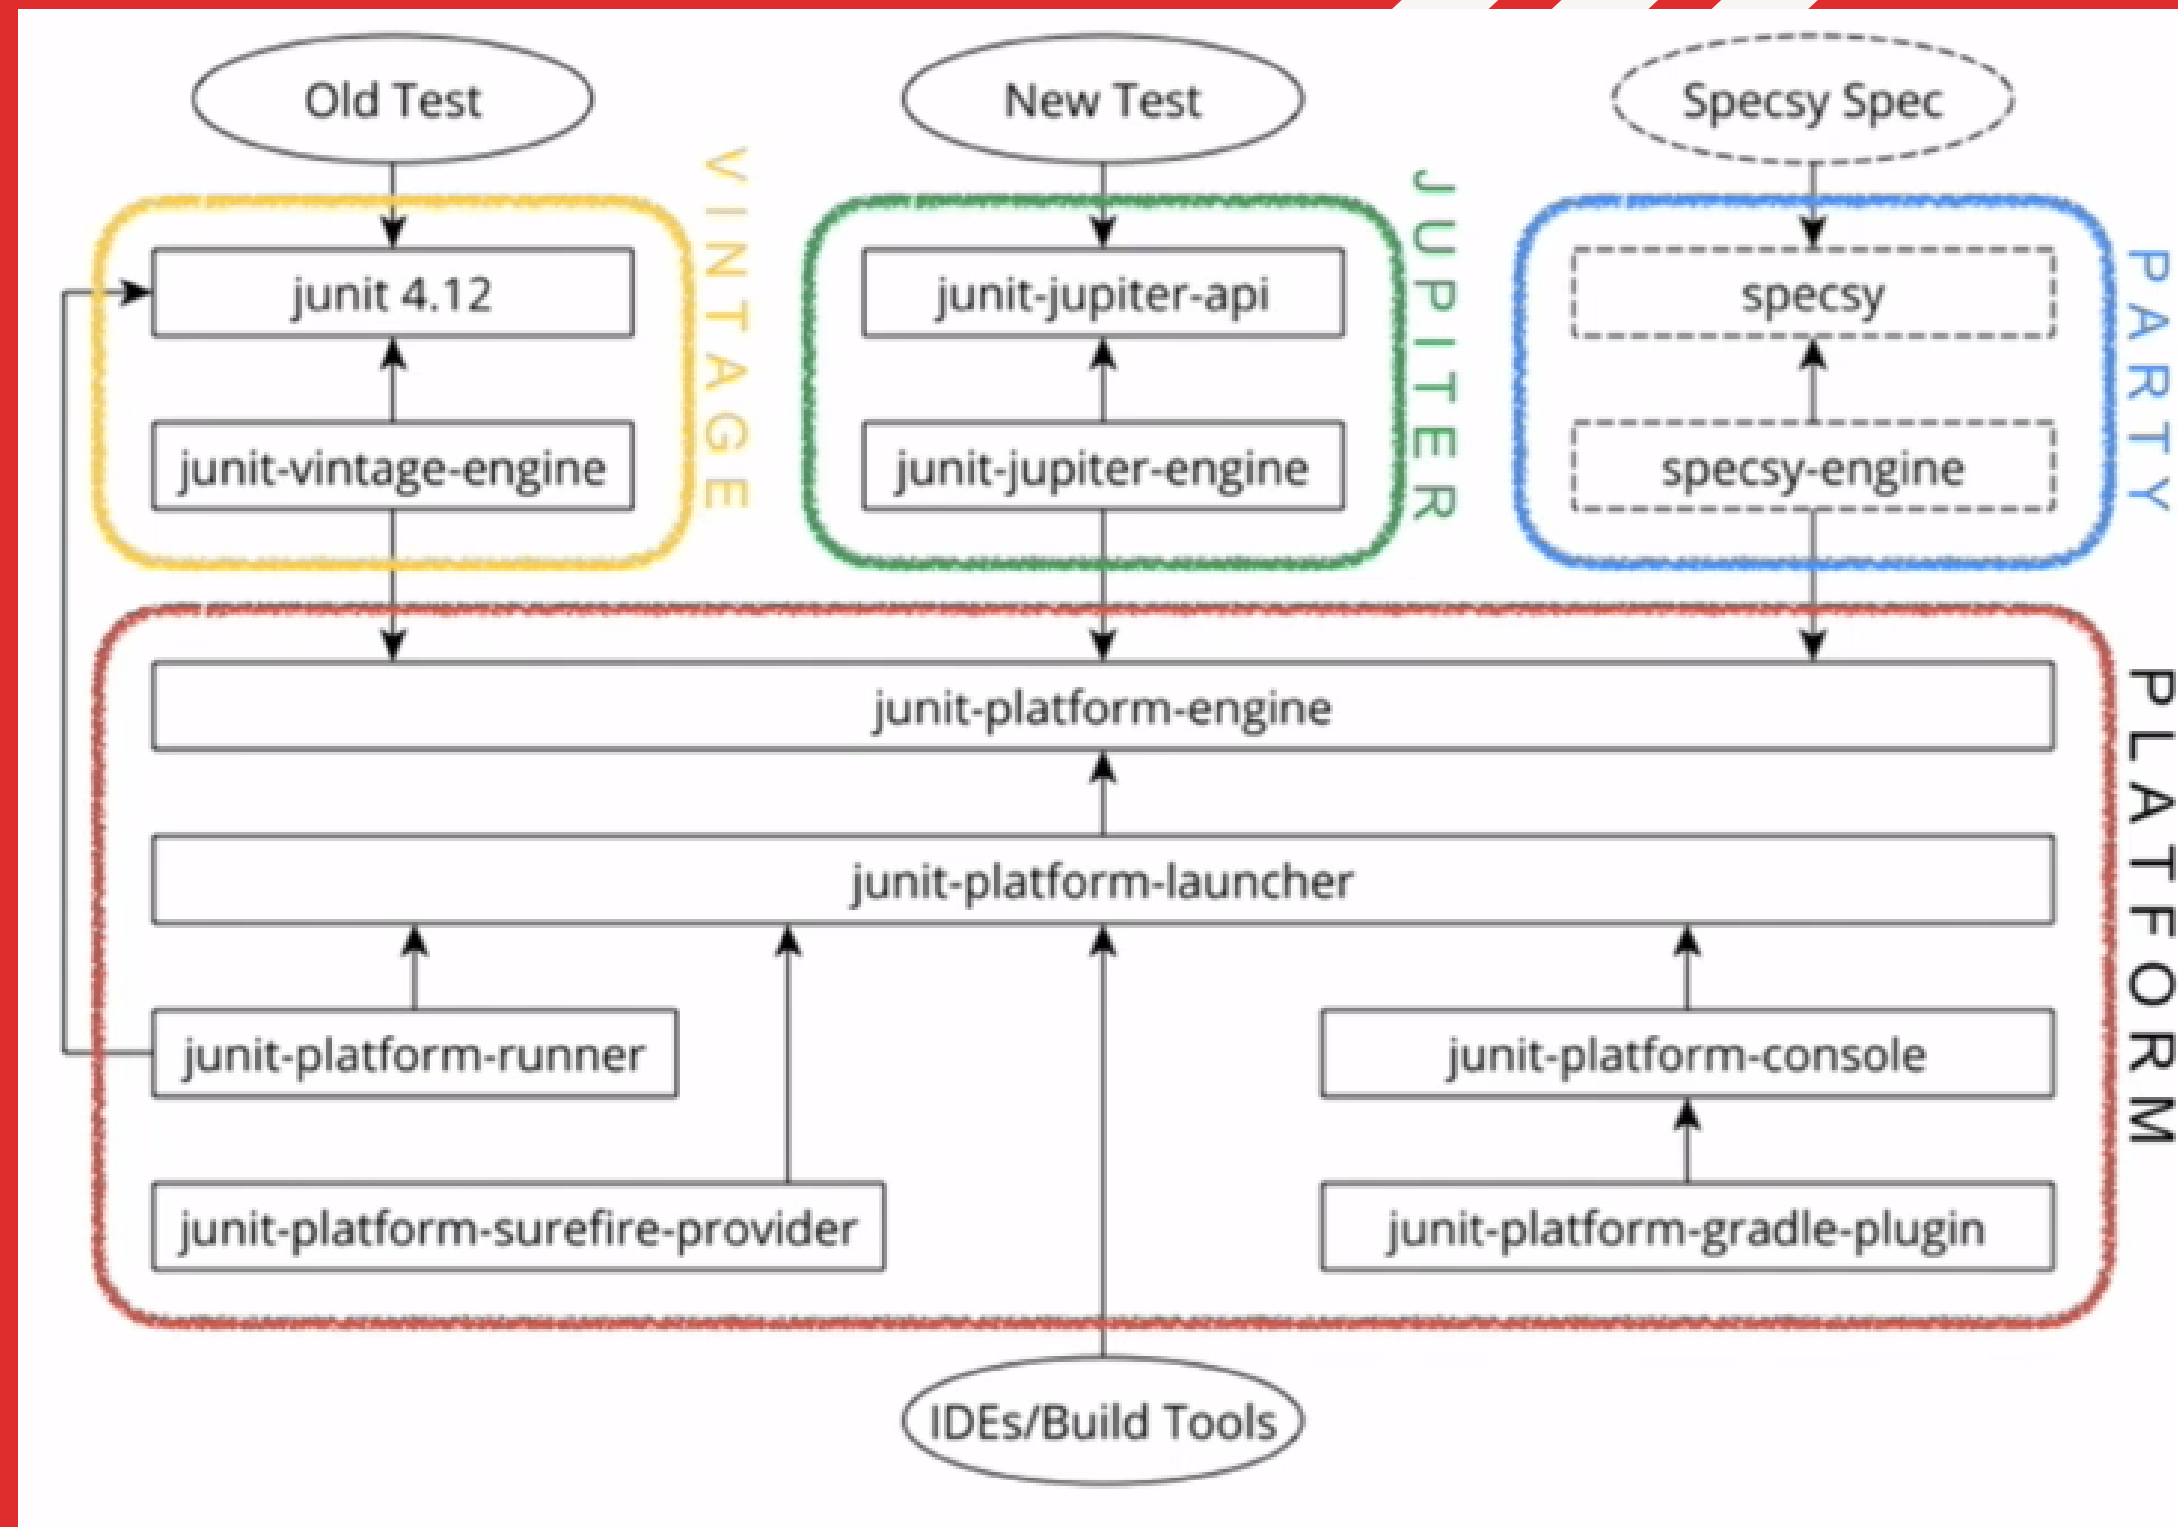 Old Test
New Test
Specsy Spec
VINTAGE
JUPITER
PARTY
junit 4.12
junit-jupiter-api
specsy
junit-vintage-engine
junit-jupiter-engine
specsy-engine
PLATFORM
junit-platform-engine
junit-platform-launcher
junit-platform-runner
junit-platform-console
junit-platform-surefire-provider
junit-platform-gradle-plugin
IDEs/Build Tools